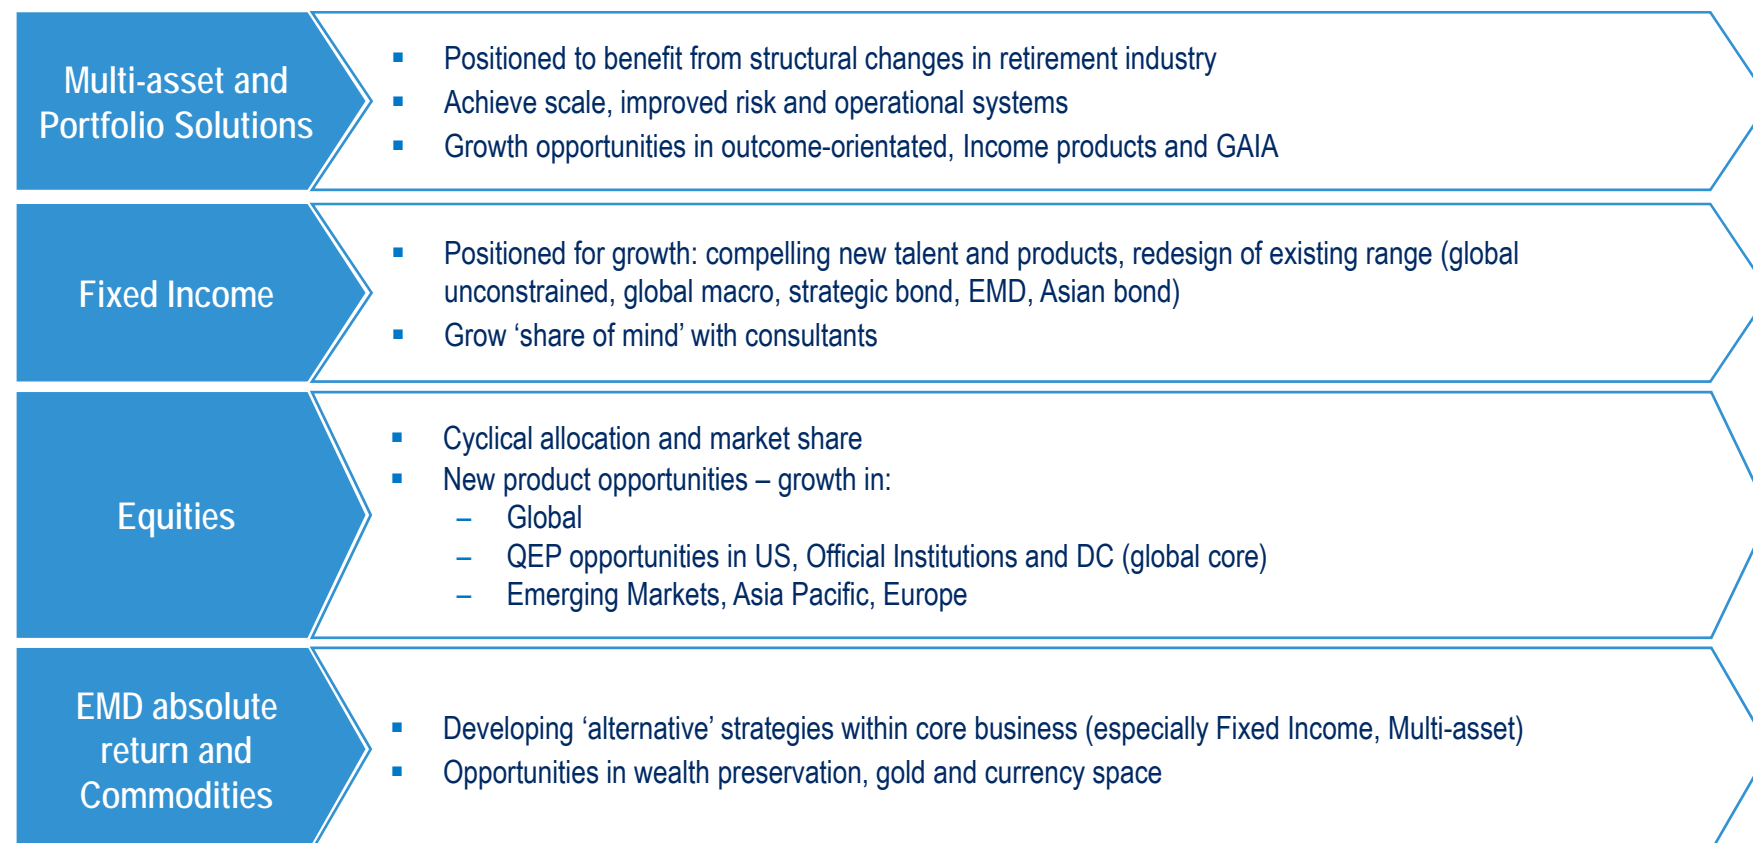 Multi-asset and
Portfolio Solutions
▪ Positioned to benefit from structural changes in retirement industry
▪ Achieve scale, improved risk and operational systems
▪ Growth opportunities in outcome-orientated, Income products and GAIA
Fixed Income
▪ Positioned for growth: compelling new talent and products, redesign of existing range (global
unconstrained, global macro, strategic bond, EMD, Asian bond)
▪ Grow ‘share of mind’ with consultants
Equities
▪ Cyclical allocation and market share
▪ New product opportunities – growth in:
– Global
– QEP opportunities in US, Official Institutions and DC (global core)
– Emerging Markets, Asia Pacific, Europe
EMD absolute
return and
Commodities
▪ Developing ‘alternative’ strategies within core business (especially Fixed Income, Multi-asset)
▪ Opportunities in wealth preservation, gold and currency space